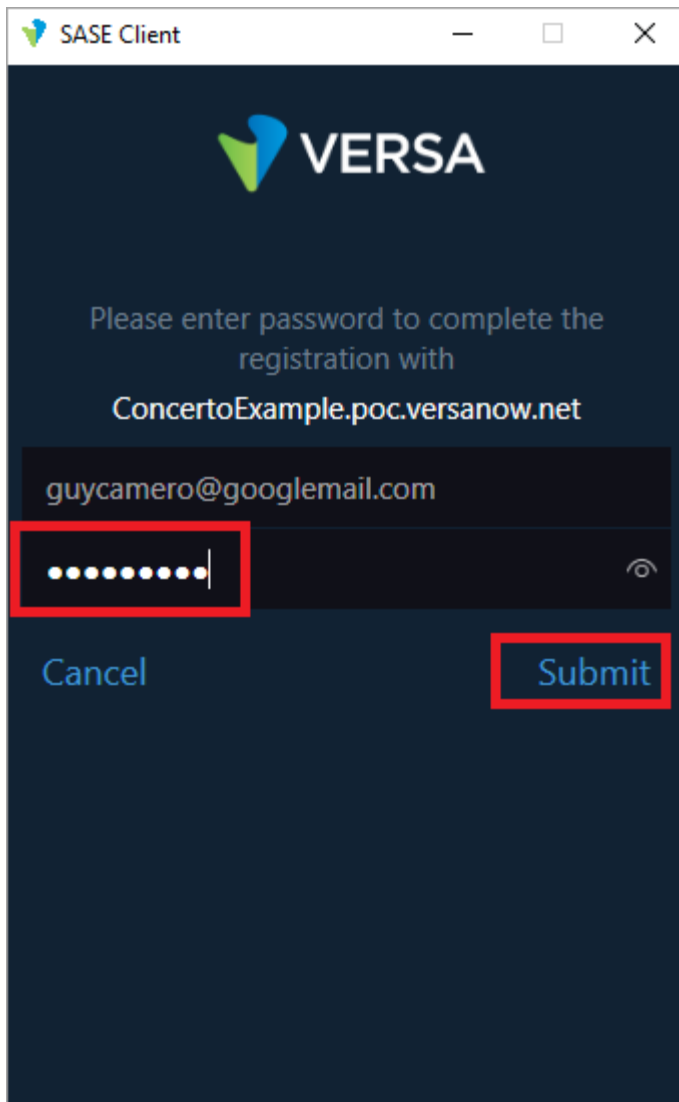 SASE Client
VERSA
Please enter password to complete the
registration with
ConcertoExample.poc.versanow.net
guycamero@googlemail.com
•••••••••
Cancel
Submit